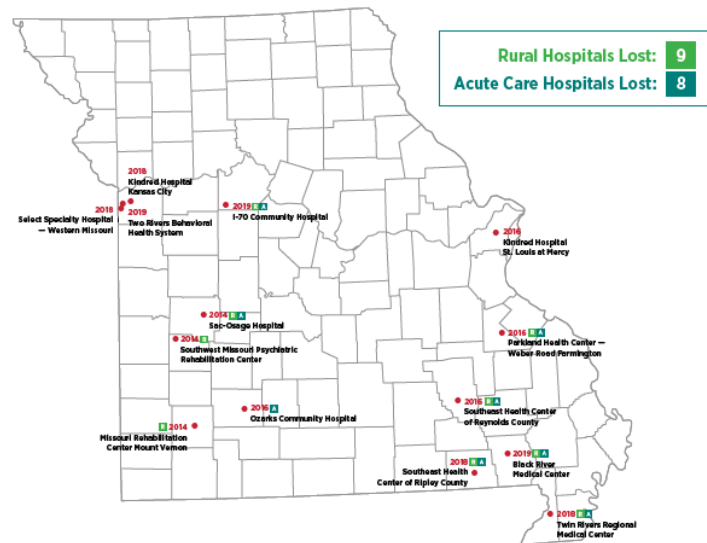 Rural Hospitals Lost: 9
Acute Care Hospitals Lost: 8
2018
Kindred Hospital
Kansas City
2018
Select Specialty Hospital
— Western Missouri
2019
Two Rivers Behavioral
Health System
2019 R A
I-70 Community Hospital
2016
Kindred Hospital
St. Louis at Mercy
2014 R A
Sac-Osage Hospital
2014 R
Southwest Missouri Psychiatric
Rehabilitation Center
2016 R A
Parkland Health Center —
Weber Road Farmington
2016 A
Ozarks Community Hospital
2016 R A
Southeast Health Center
of Reynolds County
R 2014
Missouri Rehabilitation
Center Mount Vernon
2019 R A
Black River
Medical Center
2018 R A
Southeast Health
Center of Ripley County
2018 R A
Twin Rivers Regional
Medical Center